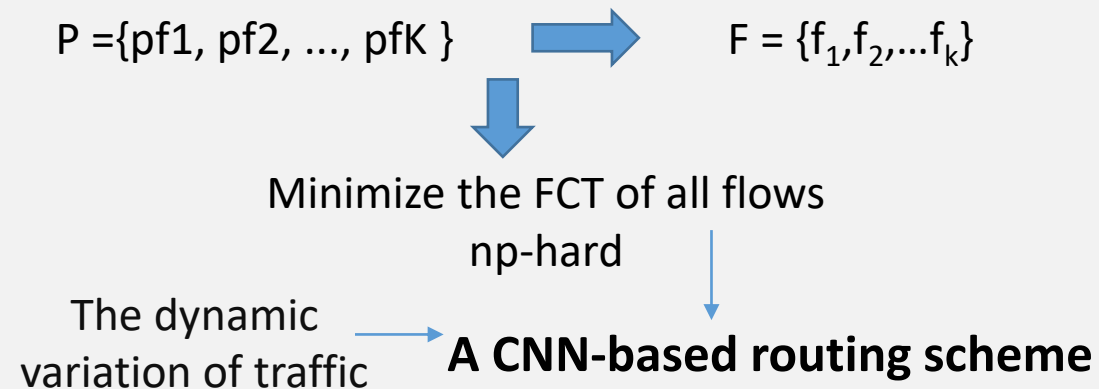 P ={pf1, pf2, ..., pfK }
F = {f₁,f₂,...fₖ}
Minimize the FCT of all flows
np-hard
The dynamic
variation of traffic
A CNN-based routing scheme